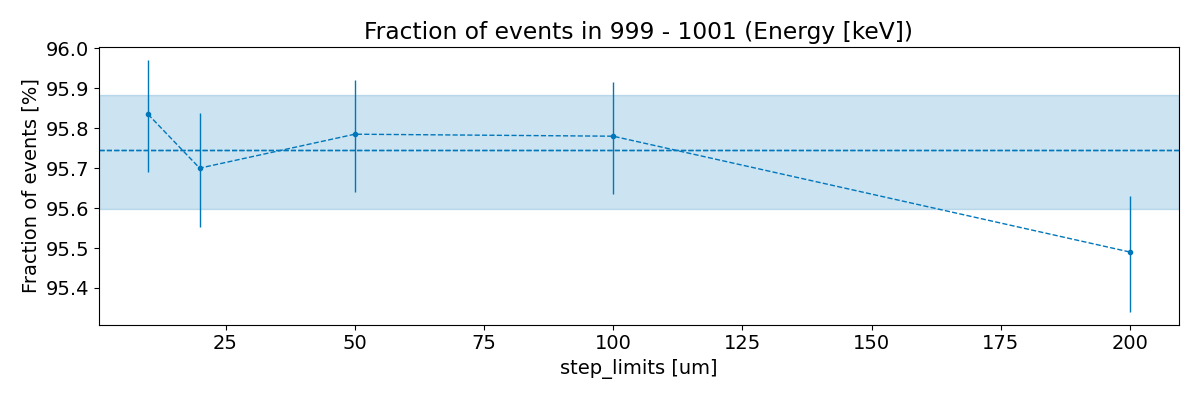 Fraction of events in 999 - 1001 (Energy [keV])
Fraction of events [%]
96.0
95.9
95.8
95.7
95.6
95.5
95.4
25 50 75 100 125 150 175 200
step_limits [um]